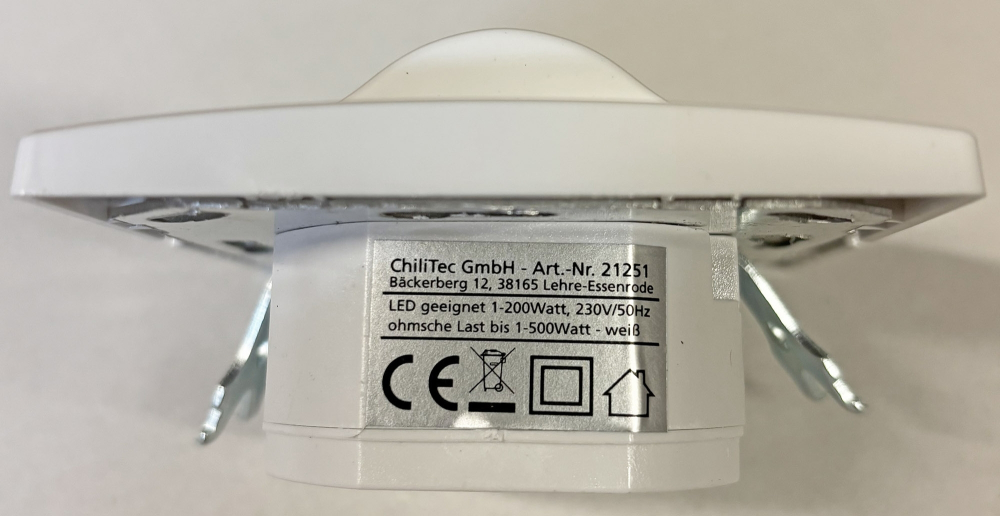 ChiliTec GmbH - Art.-Nr. 21251
Bäckerberg 12, 38165 Lehre-Essenrode
LED geeignet 1-200Watt, 230V/50Hz
ohmsche Last bis 1-500Watt - weiß
CE